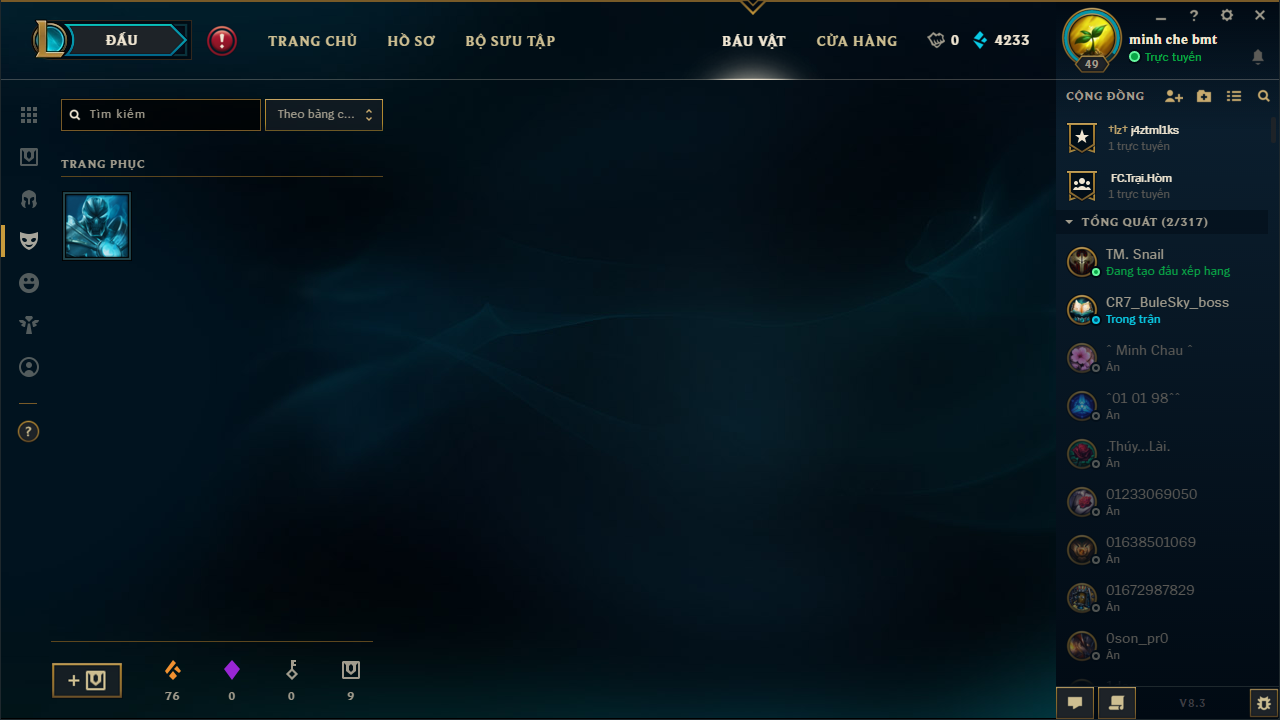 ĐẤU
TRANG CHỦ
HỒ SƠ
BỘ SƯU TẬP
BÁU VẬT
CỬA HÀNG
0
4233
49
minh che bmt
Trực tuyến
CỘNG ĐỒNG
Tìm kiếm
Theo bảng c...
TRANG PHỤC
†lz† j4ztml1ks
1 trực tuyến
FC.Trại.Hòm
1 trực tuyến
TỔNG QUÁT (2/317)
TM. Snail
Đang tạo đấu xếp hạng
CR7_BuleSky_boss
Trong trận
ˆ Minh Chau ˆ
Ẩn
ˆ01 01 98ˆˆ
Ẩn
.Thúy...Lài.
Ẩn
01233069050
Ẩn
01638501069
Ẩn
01672987829
Ẩn
0son_pr0
Ẩn
76
0
0
9
V8.3